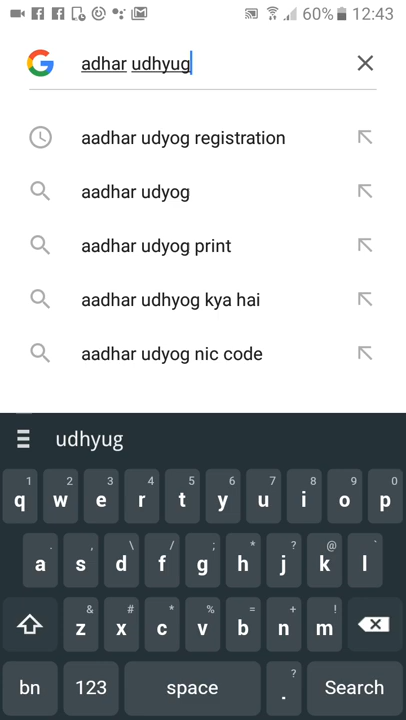 60% 12:43
adhar udhyug
aadhar udyog registration
aadhar udyog
aadhar udyog print
aadhar udhyog kya hai
aadhar udyog nic code
udhyug
1 2 3 4 5 6 7 8 9 0
q w e r t y u i o p
. , \ / ; * ? @ `
a s d f g h j k l
& # * % = + !
z x c v b n m
?
bn 123 space . Search